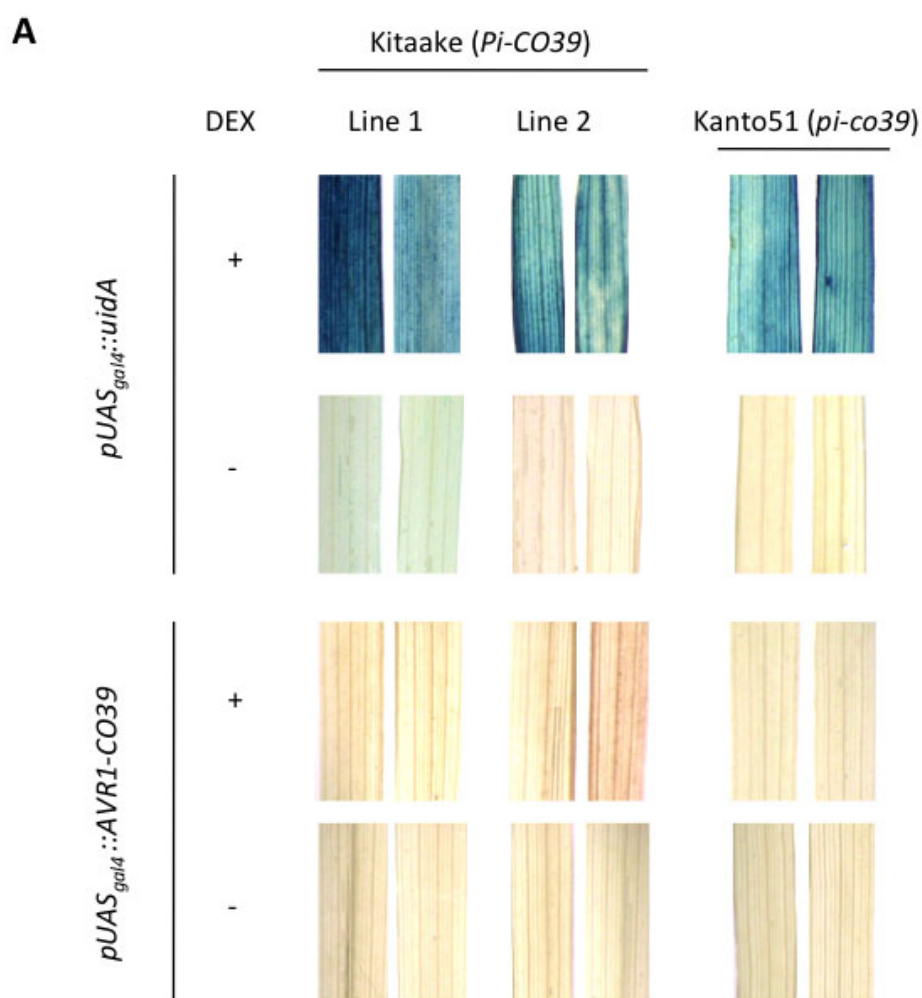 A
Kitaake (Pi-CO39)
DEX Line 1 Line 2 Kanto51 (pi-co39)
pUASgal4::uidA
+
-
pUASgal4::AVR1-CO39
+
-